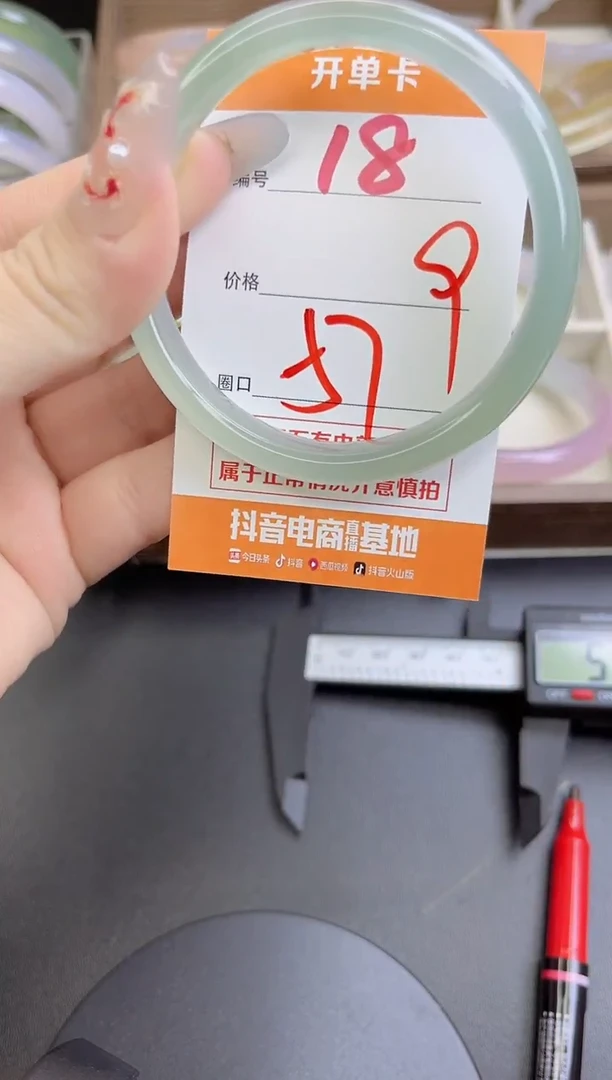 开单卡
编号 18
价格 9
圈口 57
属于正常情况介意慎拍
抖音电商直播基地
今日头条 抖音 西瓜视频 抖音火山版
5